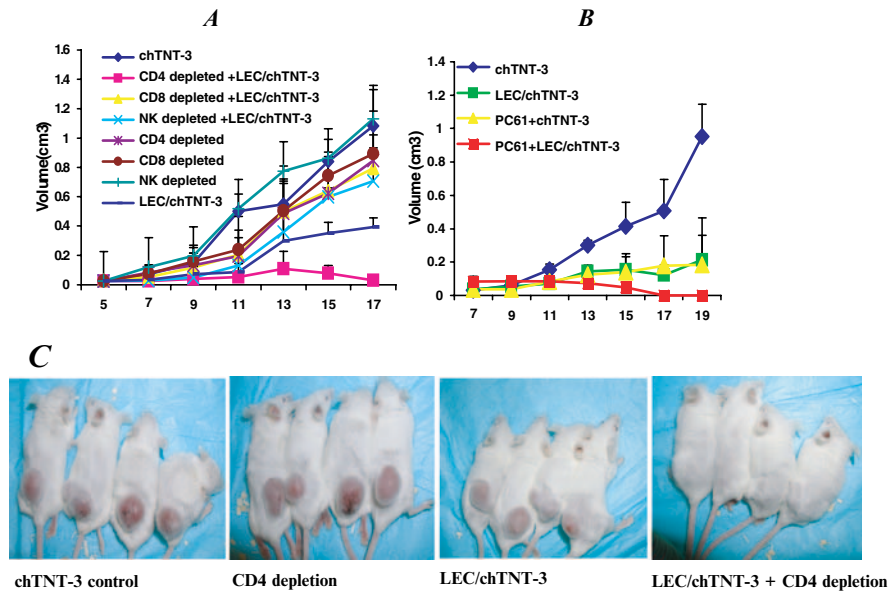 A
B
Volume(cm3)
1.6
1.4
1.2
1
0.8
0.6
0.4
0.2
0
5 7 9 11 13 15 17
chTNT-3
CD4 depleted +LEC/chTNT-3
CD8 depleted +LEC/chTNT-3
NK depleted +LEC/chTNT-3
CD4 depleted
CD8 depleted
NK depleted
LEC/chTNT-3
Volume (cm3)
1.4
1.2
1
0.8
0.6
0.4
0.2
0
7 9 11 13 15 17 19
chTNT-3
LEC/chTNT-3
PC61+chTNT-3
PC61+LEC/chTNT-3
C
chTNT-3 control
CD4 depletion
LEC/chTNT-3
LEC/chTNT-3 + CD4 depletion